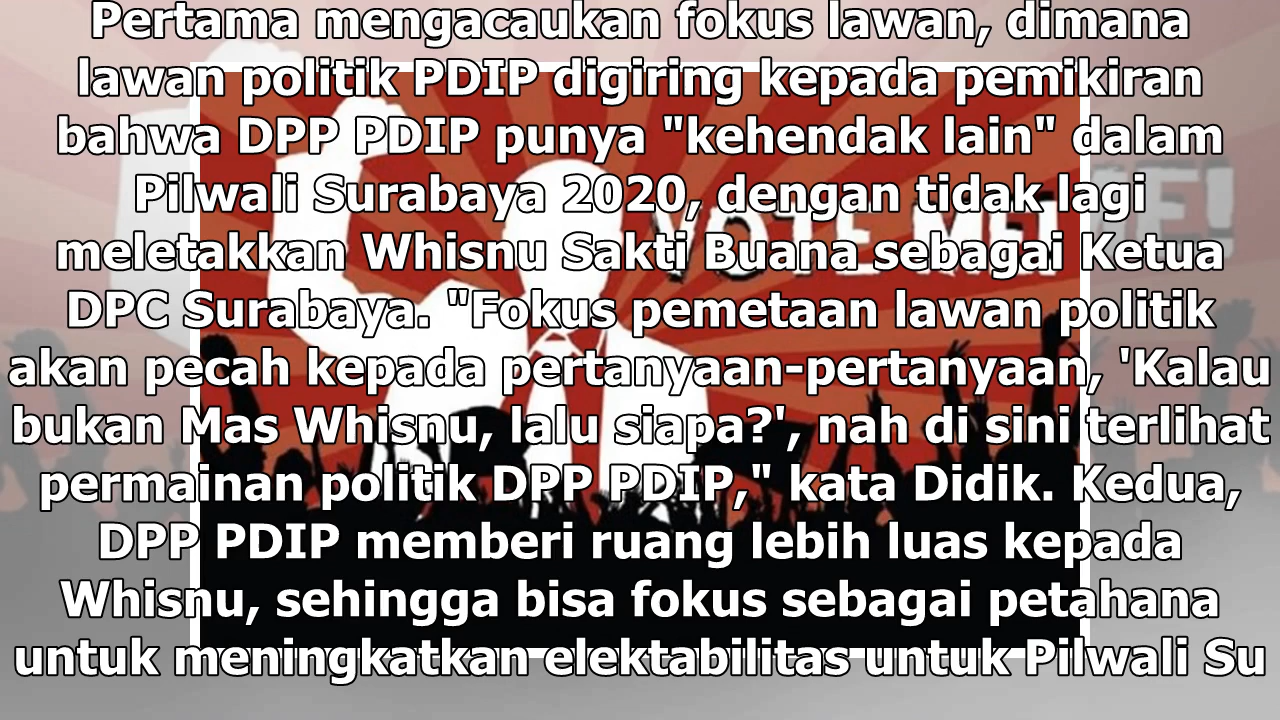 Pertama mengacaukan fokus lawan, dimana
lawan politik PDIP digiring kepada pemikiran
bahwa DPP PDIP punya "kehendak lain" dalam
Pilwali Surabaya 2020, dengan tidak lagi
meletakkan Whisnu Sakti Buana sebagai Ketua
DPC Surabaya. "Fokus pemetaan lawan politik
akan pecah kepada pertanyaan-pertanyaan, 'Kalau
bukan Mas Whisnu, lalu siapa?', nah di sini terlihat
permainan politik DPP PDIP," kata Didik. Kedua,
DPP PDIP memberi ruang lebih luas kepada
Whisnu, sehingga bisa fokus sebagai petahana
untuk meningkatkan elektabilitas untuk Pilwali Su
VOTE ME!
E!